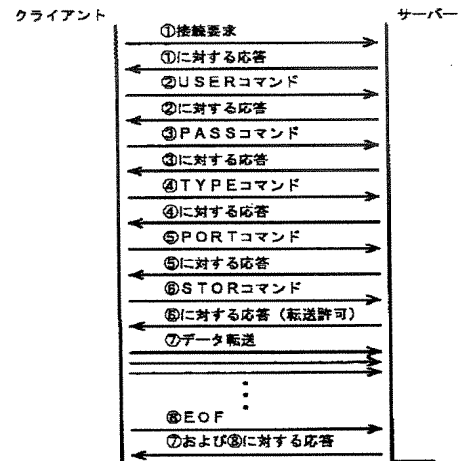 クライアント
サーバー
①接続要求
①に対する応答
②USERコマンド
②に対する応答
③PASSコマンド
③に対する応答
④TYPEコマンド
④に対する応答
⑤PORTコマンド
⑤に対する応答
⑥STORコマンド
⑥に対する応答(転送許可)
⑦データ転送
⑧EOF
⑦および⑧に対する応答